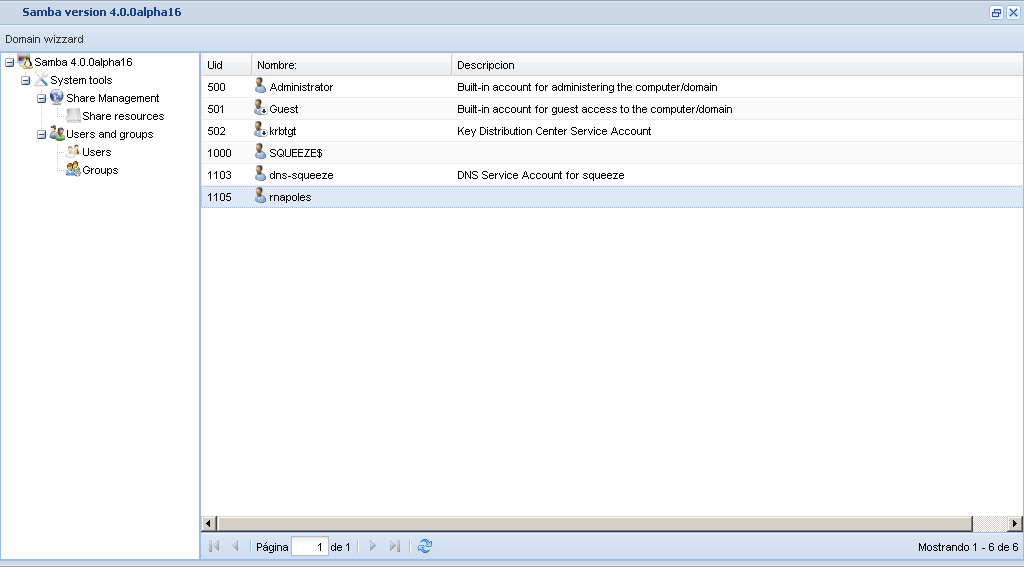 Samba version 4.0.0alpha16
Domain wizzard
Samba 4.0.0alpha16
System tools
Share Management
Share resources
Users and groups
Users
Groups
Uid Nombre: Descripcion
500 Administrator Built-in account for administering the computer/domain
501 Guest Built-in account for guest access to the computer/domain
502 krbtgt Key Distribution Center Service Account
1000 SQUEEZE$
1103 dns-squeeze DNS Service Account for squeeze
1105 rnapoles
Página 1 de 1 Mostrando 1 - 6 de 6